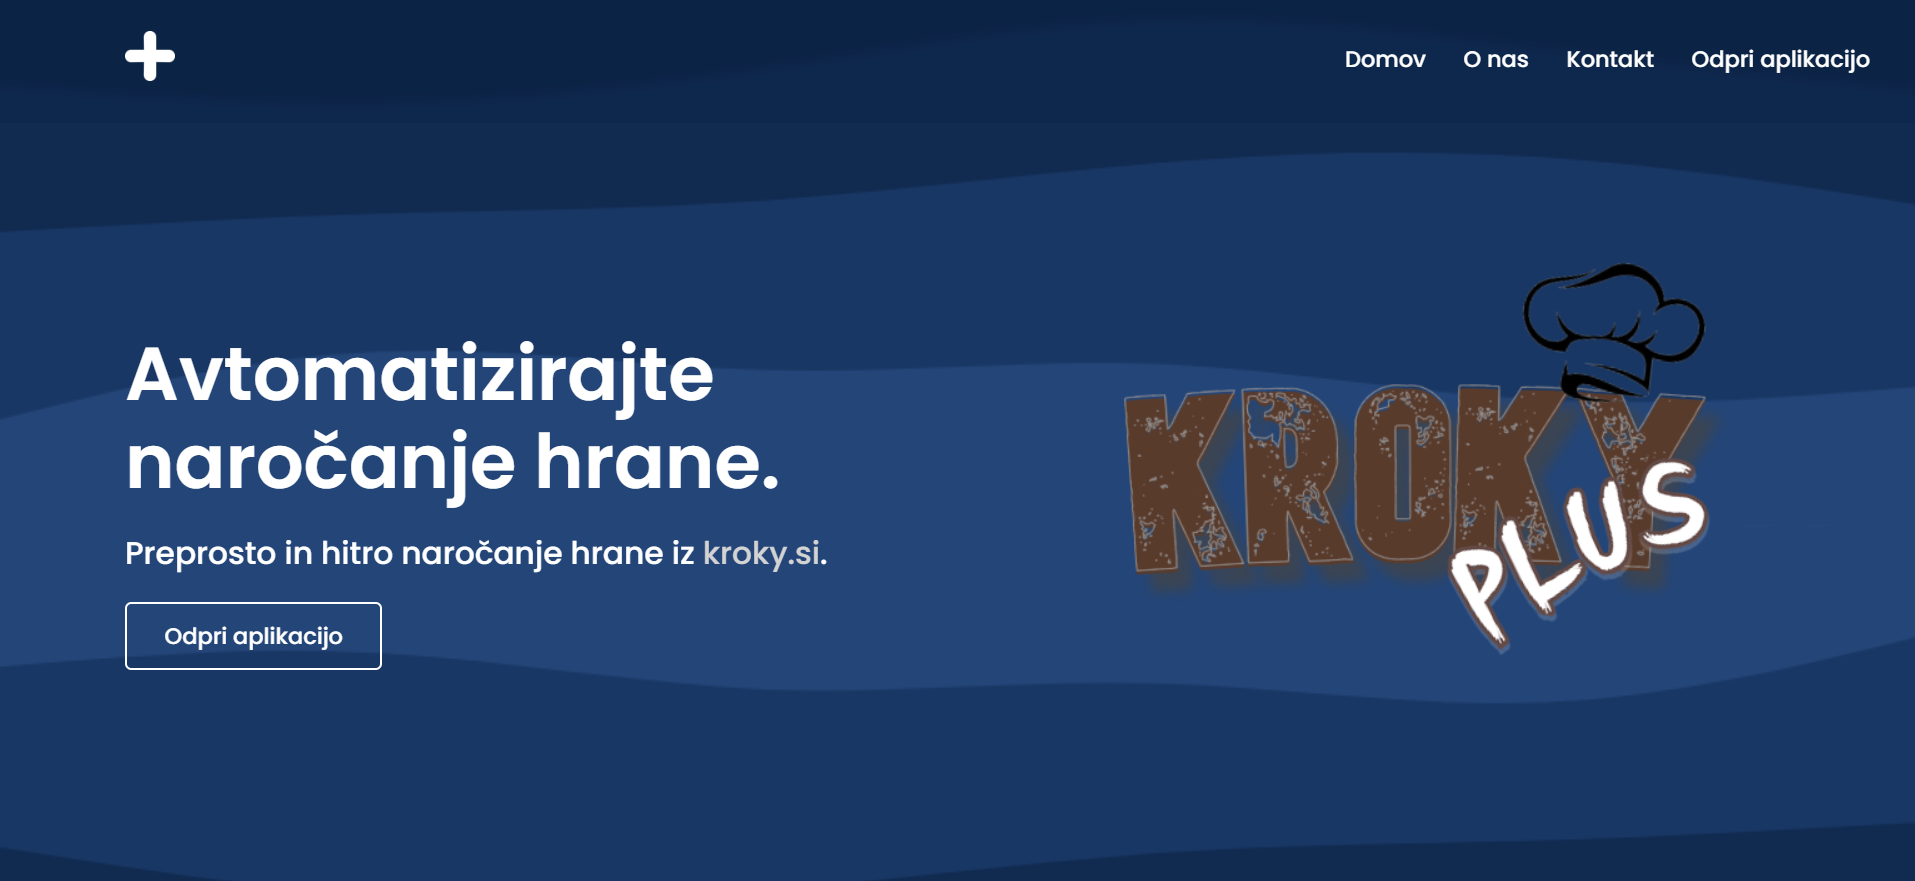 Domov
O nas
Kontakt
Odpri aplikacijo
Avtomatizirajte
naročanje hrane.
Preprosto in hitro naročanje hrane iz kroky.si.
Odpri aplikacijo
KROKY
PLUS